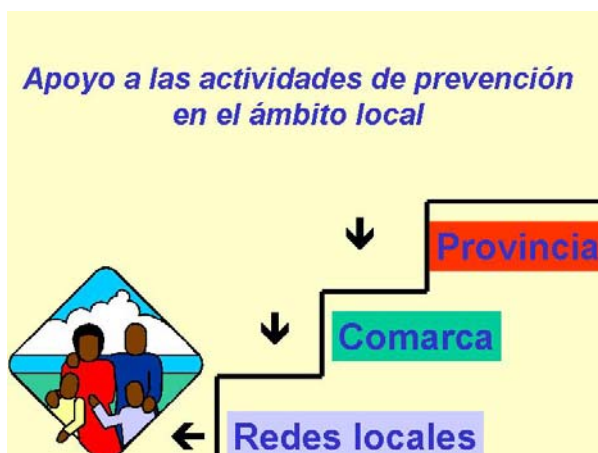 Apoyo a las actividades de prevención
en el ámbito local
Provincia
Comarca
Redes locales